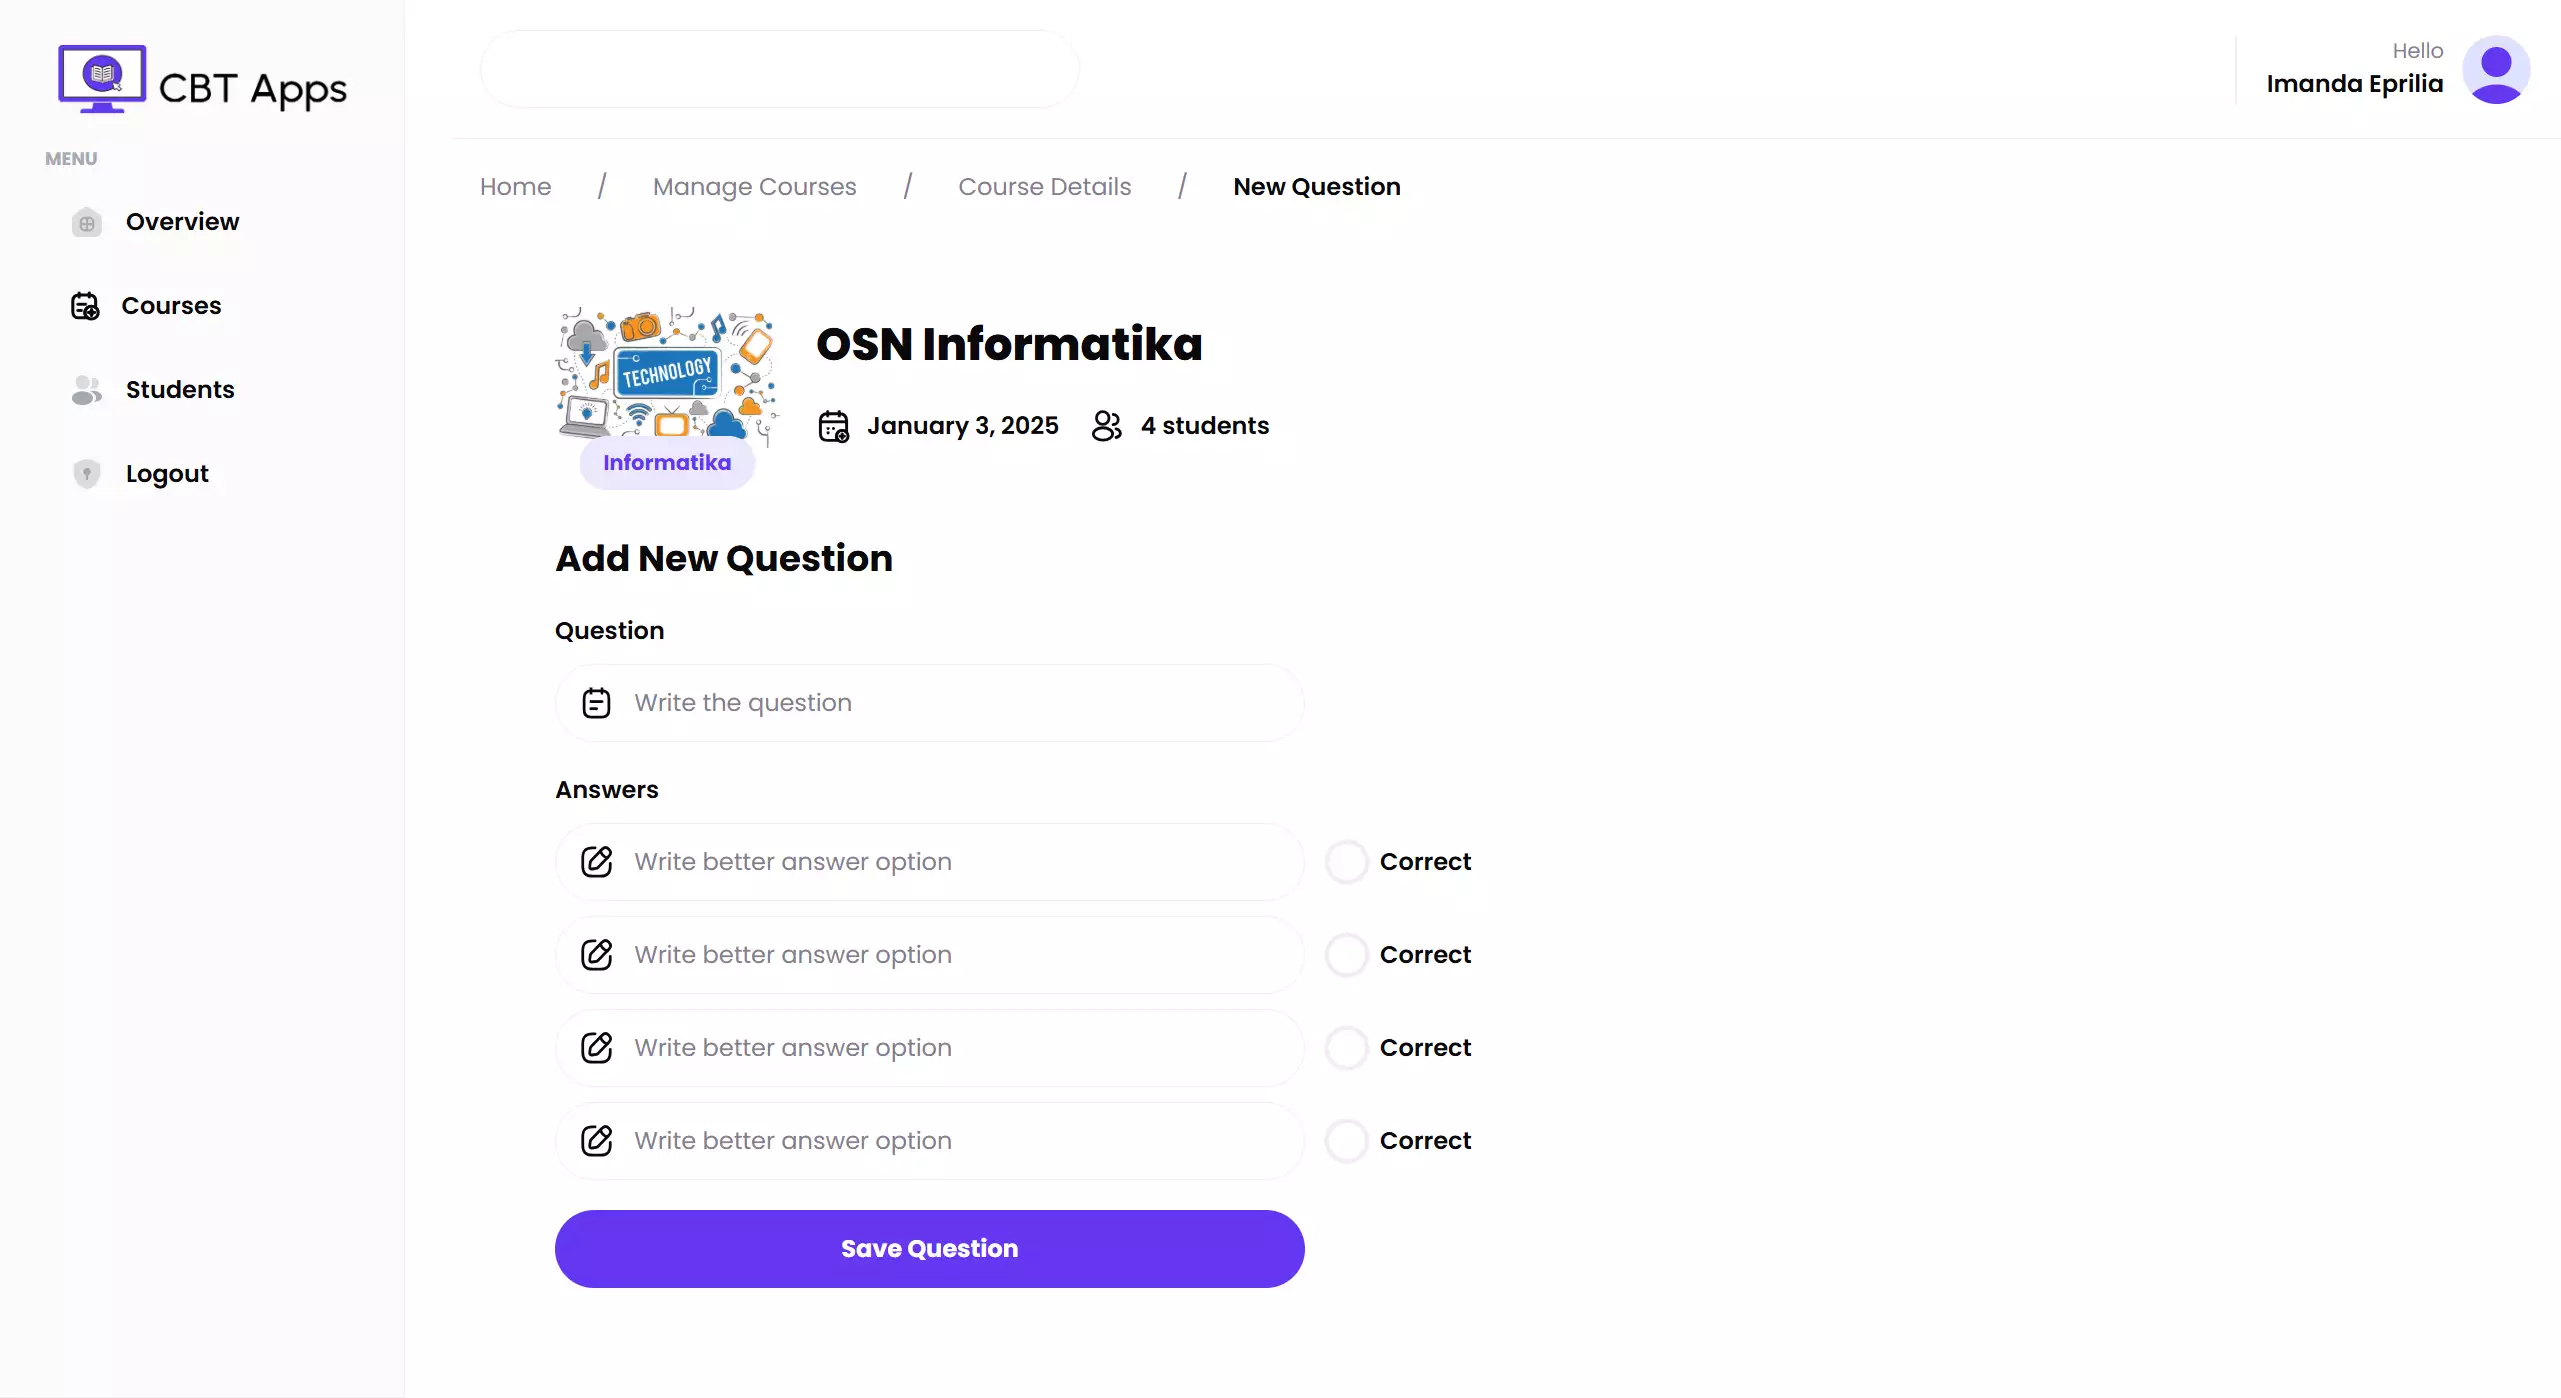 CBT Apps
Hello
Imanda Eprilia
MENU
Overview
Courses
Students
Logout
Home / Manage Courses / Course Details / New Question
TECHNOLOGY
OSN Informatika
January 3, 2025 4 students
Informatika
Add New Question
Question
Write the question
Answers
Write better answer option Correct
Write better answer option Correct
Write better answer option Correct
Write better answer option Correct
Save Question